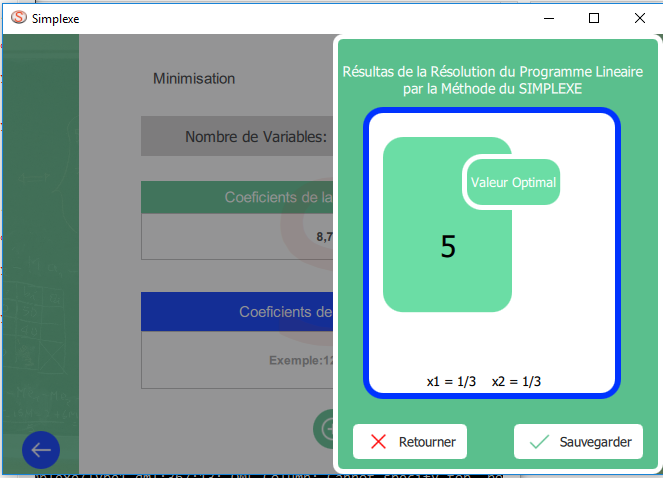 Simplexe
Minimisation
Nombre de Variables:
Coeficients de la
8,7
Coeficients de
Exemple:12
Résultas de la Résolution du Programme Lineaire
par la Méthode du SIMPLEXE
Valeur Optimal
5
x1 = 1/3 x2 = 1/3
Retourner
Sauvegarder